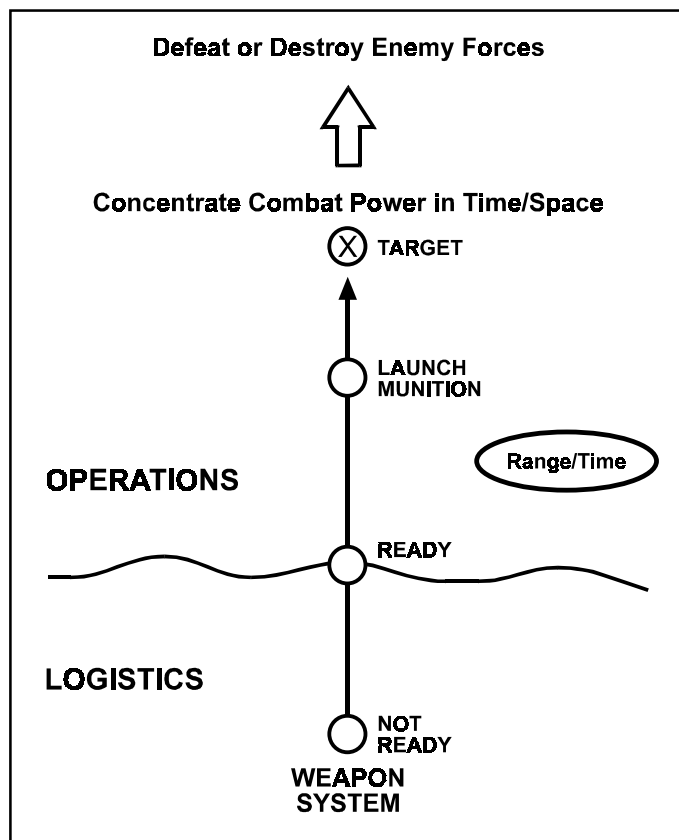 Defeat or Destroy Enemy Forces
Concentrate Combat Power in Time/Space
X
TARGET
LAUNCH
MUNITION
Range/Time
OPERATIONS
READY
LOGISTICS
NOT
READY
WEAPON
SYSTEM